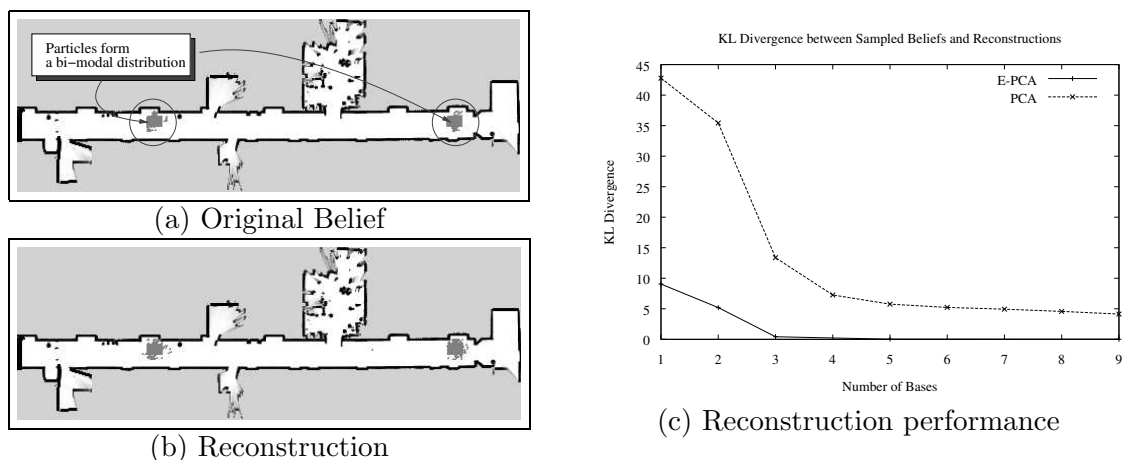 Particles form
a bi−modal distribution
(a) Original Belief
(b) Reconstruction
KL Divergence between Sampled Beliefs and Reconstructions
E-PCA
PCA
45
40
35
30
25
20
15
10
5
0
KL Divergence
1 2 3 4 5 6 7 8 9
Number of Bases
(c) Reconstruction performance